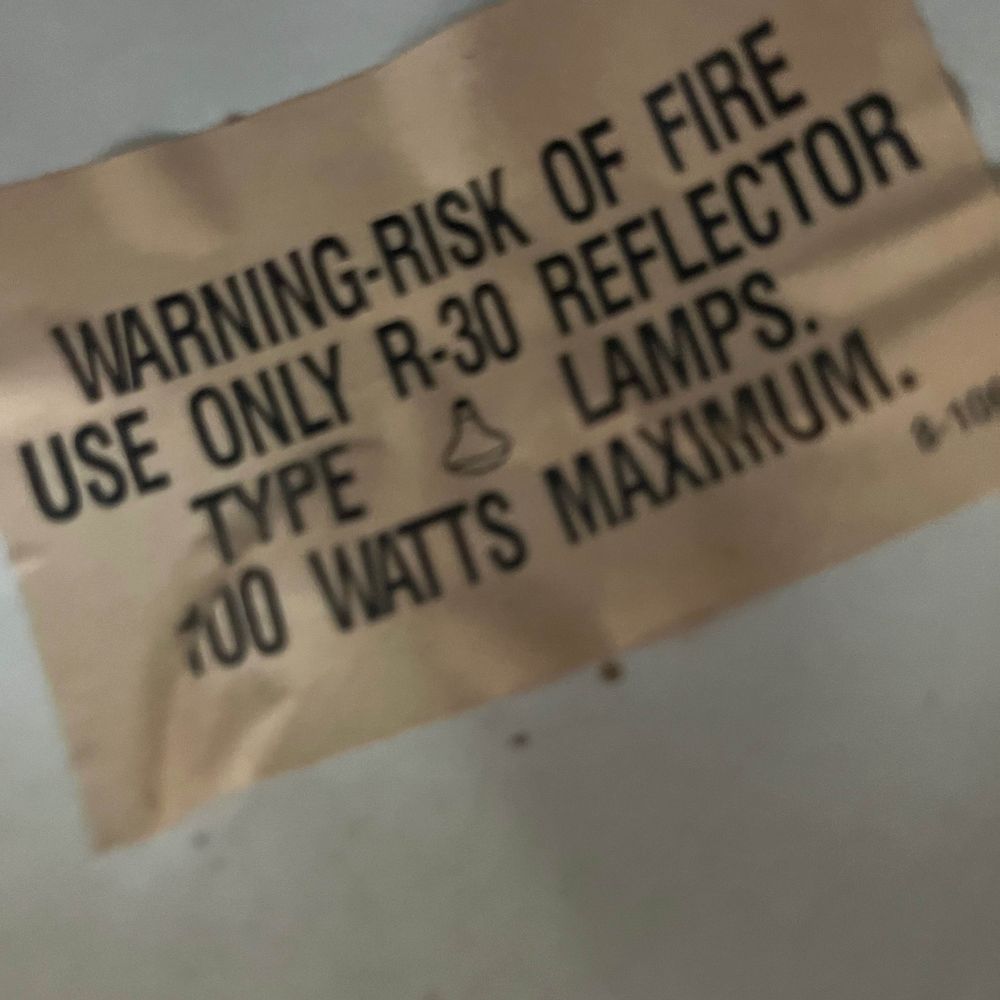 WARNING-RISK OF FIRE
USE ONLY R-30 REFLECTOR
TYPE LAMPS.
100 WATTS MAXIMUM.